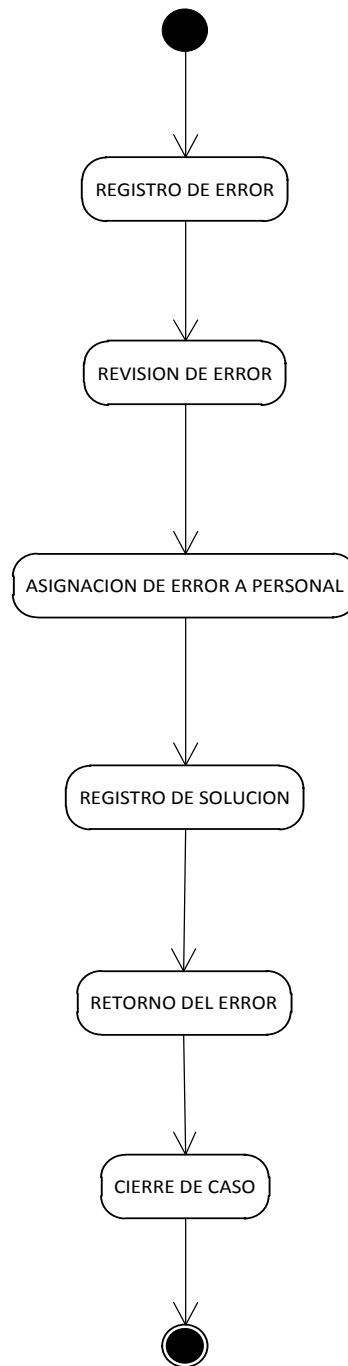 REGISTRO DE ERROR
REVISION DE ERROR
ASIGNACION DE ERROR A PERSONAL
REGISTRO DE SOLUCION
RETORNO DEL ERROR
CIERRE DE CASO